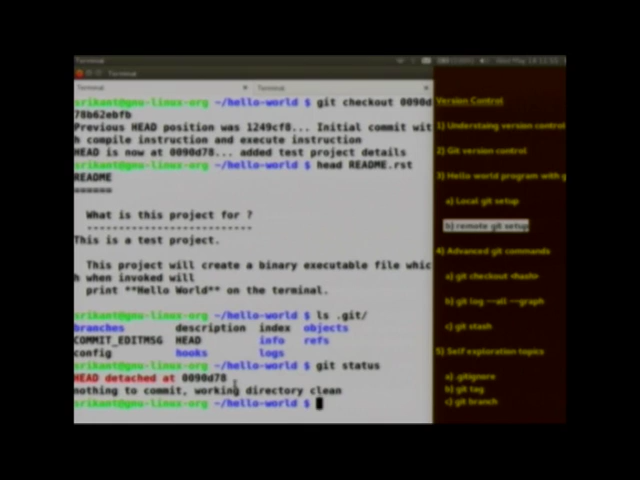 Terminal
Terminal
Terminal
Terminal
srikant@gnu-linux-org ~/hello-world $ git checkout 0090d
78b62ebfb
Previous HEAD position was 1249cf8... Initial commit wit
h compile instruction and execute instruction
HEAD is now at 0090d78... added test project details
srikant@gnu-linux-org ~/hello-world $ head README.rst
README
======
What is this project for ?
--------------------------
This is a test project.
This project will create a binary executable file whic
h when invoked will
print **Hello World** on the terminal.
srikant@gnu-linux-org ~/hello-world $ ls .git/
branches description index objects
COMMIT_EDITMSG HEAD info refs
config hooks logs
srikant@gnu-linux-org ~/hello-world $ git status
HEAD detached at 0090d78
nothing to commit, working directory clean
srikant@gnu-linux-org ~/hello-world $
Version Control
1) Understaing version control
2) Git version control
3) Hello world program with g
a) Local git setup
b) remote git setup
4) Advanced git commands
a) git checkout <hash>
b) git log --all --graph
c) git stash
5) Self exploration topics
a) .gitignore
b) git tag
c) git branch